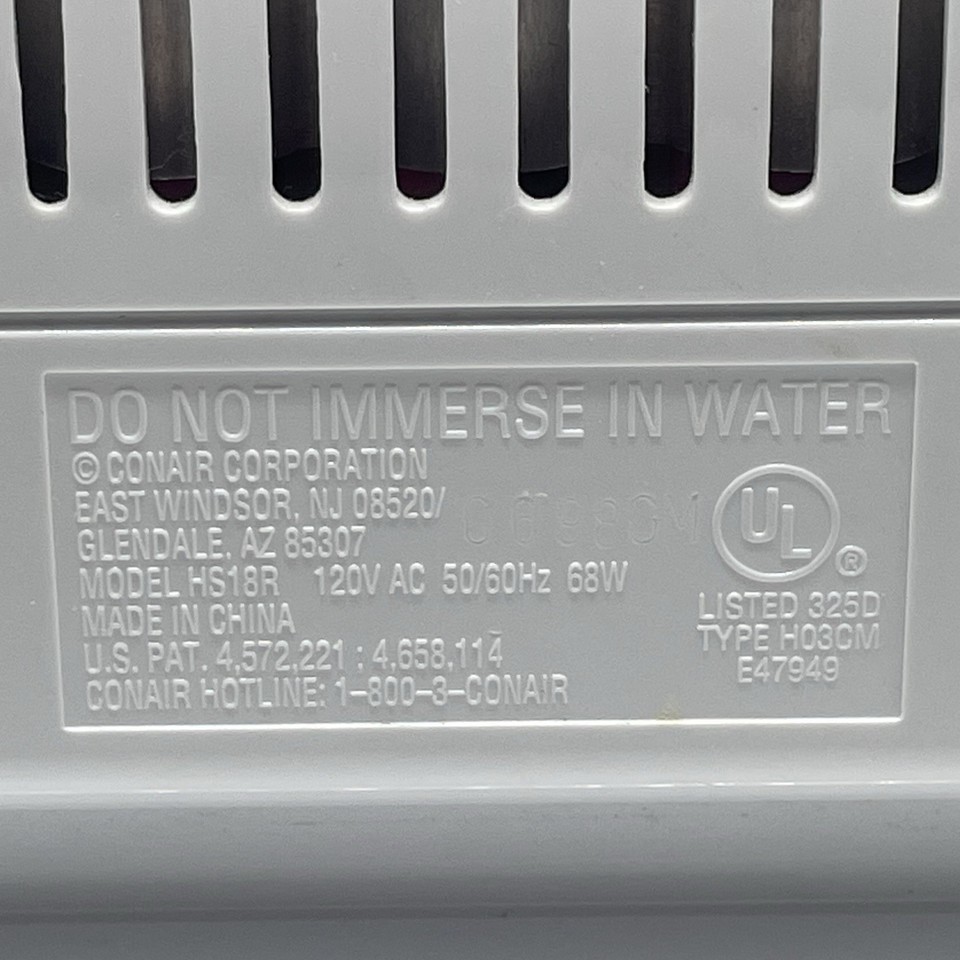 DO NOT IMMERSE IN WATER
© CONAIR CORPORATION
EAST WINDSOR, NJ 08520/
GLENDALE, AZ 85307
MODEL HS18R 120V AC 50/60Hz 68W
MADE IN CHINA
U.S. PAT. 4,572,221 ; 4,658,114
CONAIR HOTLINE: 1-800-3-CONAIR
UL ®
LISTED 325D
TYPE H03CM
E47949